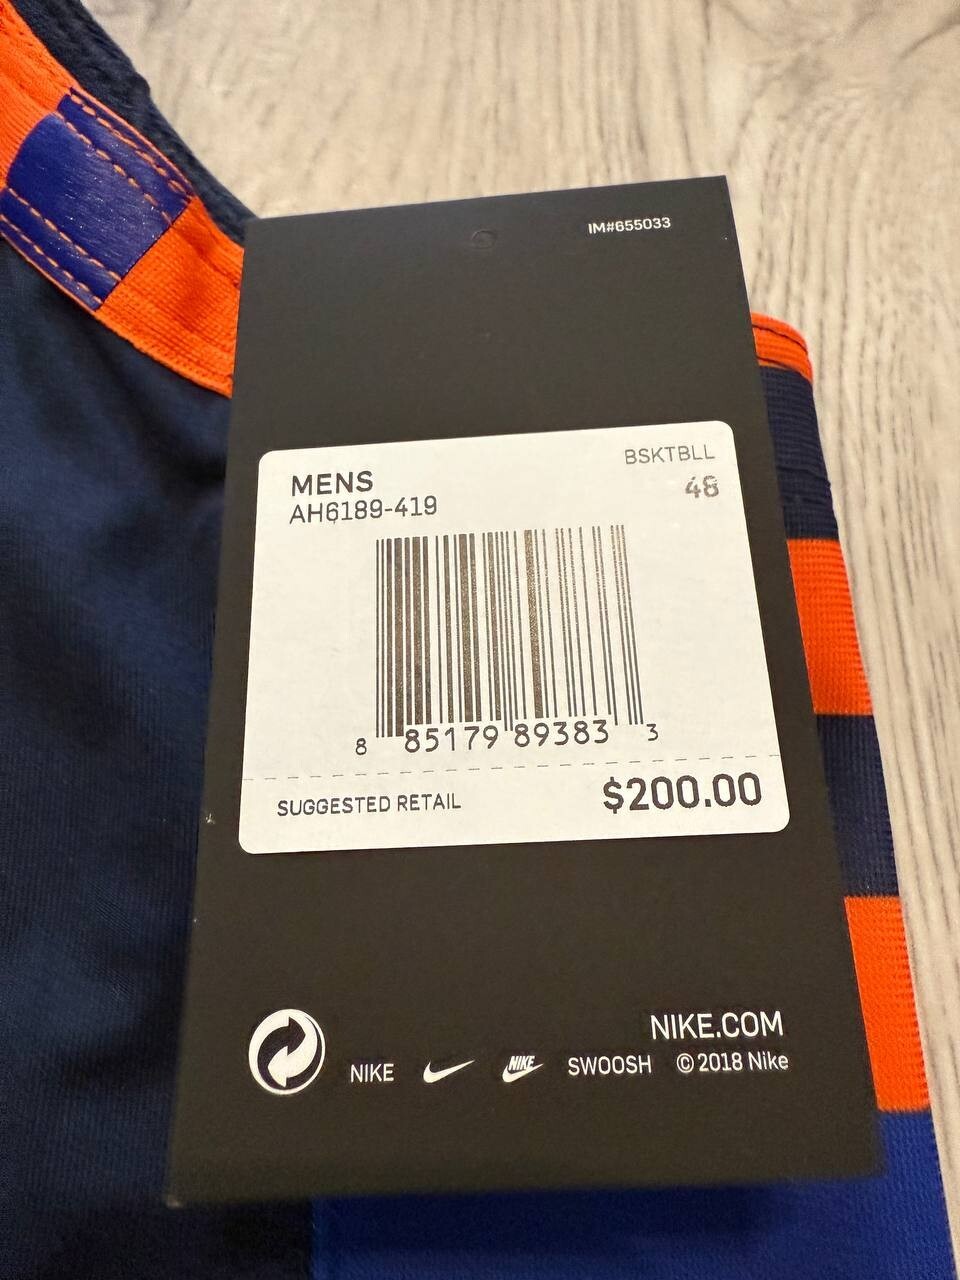 IM#655033
MENS
BSKTBLL
AH6189-419
48
8 85179 89383 3
SUGGESTED RETAIL $200.00
NIKE.COM
NIKE NIKE SWOOSH © 2018 Nike